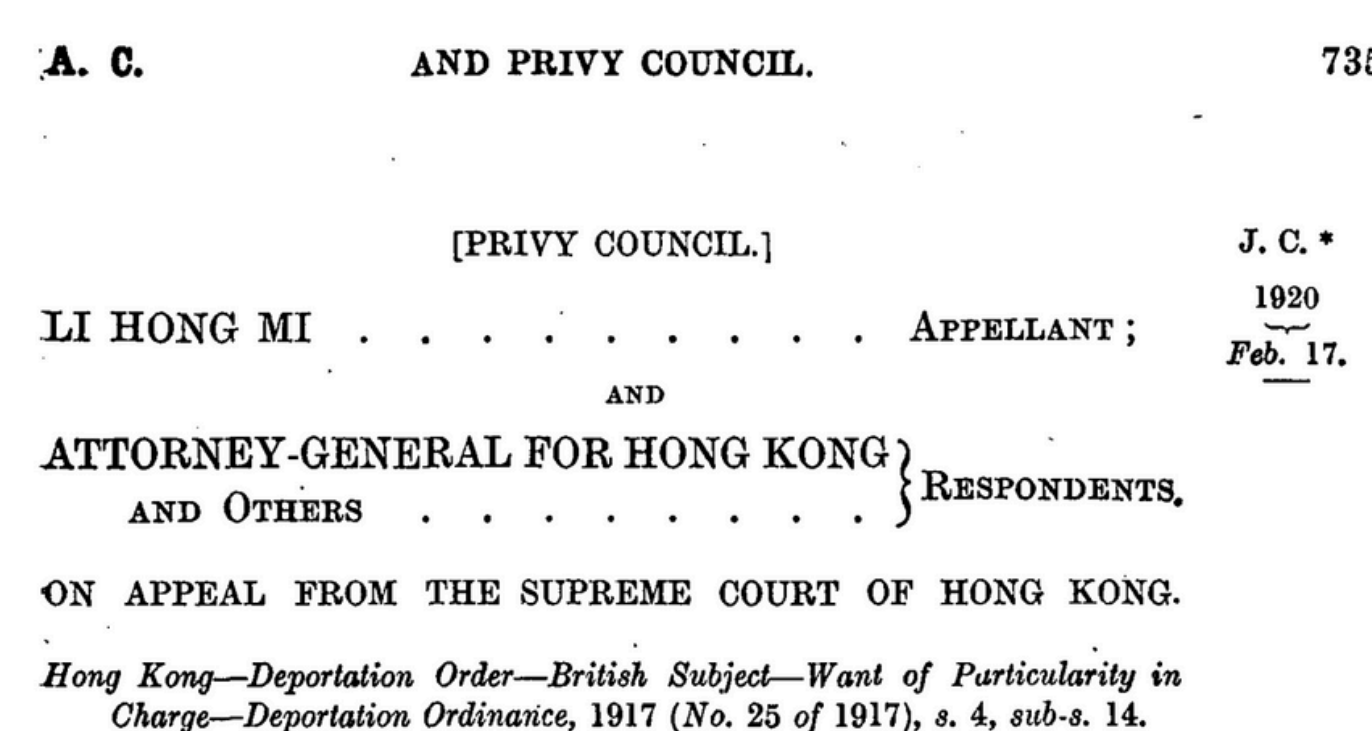 A. C. AND PRIVY COUNCIL. 735
[PRIVY COUNCIL.] J. C. *
1920
LI HONG MI . . . . . . . . . APPELLANT ;
Feb. 17.
AND
ATTORNEY-GENERAL FOR HONG KONG
AND OTHERS . . . . . . . . } RESPONDENTS.
ON APPEAL FROM THE SUPREME COURT OF HONG KONG.
Hong Kong—Deportation Order—British Subject—Want of Particularity in
Charge—Deportation Ordinance, 1917 (No. 25 of 1917), s. 4, sub-s. 14.